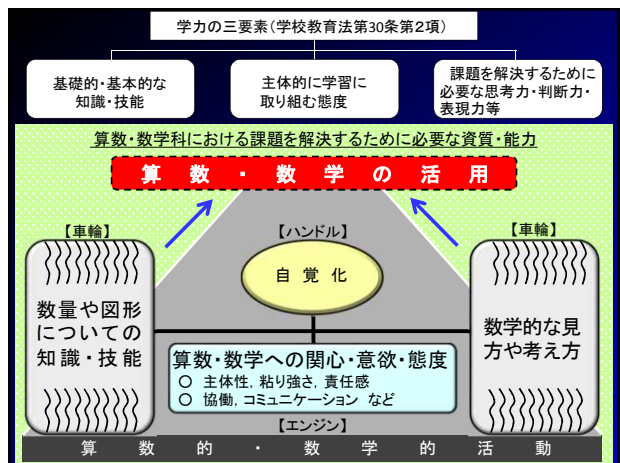 学力の三要素(学校教育法第30条第２項)
基礎的・基本的な
知識・技能
主体的に学習に
取り組む態度
課題を解決するために
必要な思考力・判断力・
表現力等
算数・数学科における課題を解決するために必要な資質・能力
算数・数学の活用
【車輪】
【ハンドル】
【車輪】
自覚化
数量や図形
についての
知識・技能
数学的な見
方や考え方
算数・数学への関心・意欲・態度
○ 主体性，粘り強さ，責任感
○ 協働，コミュニケーション など
【エンジン】
算数的・数学的活動